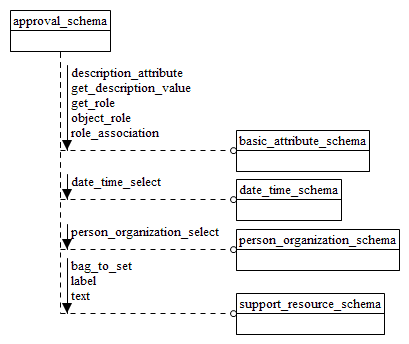 approval_schema
description_attribute
get_description_value
get_role
object_role
role_association
basic_attribute_schema
date_time_select
date_time_schema
person_organization_select
person_organization_schema
bag_to_set
label
text
support_resource_schema